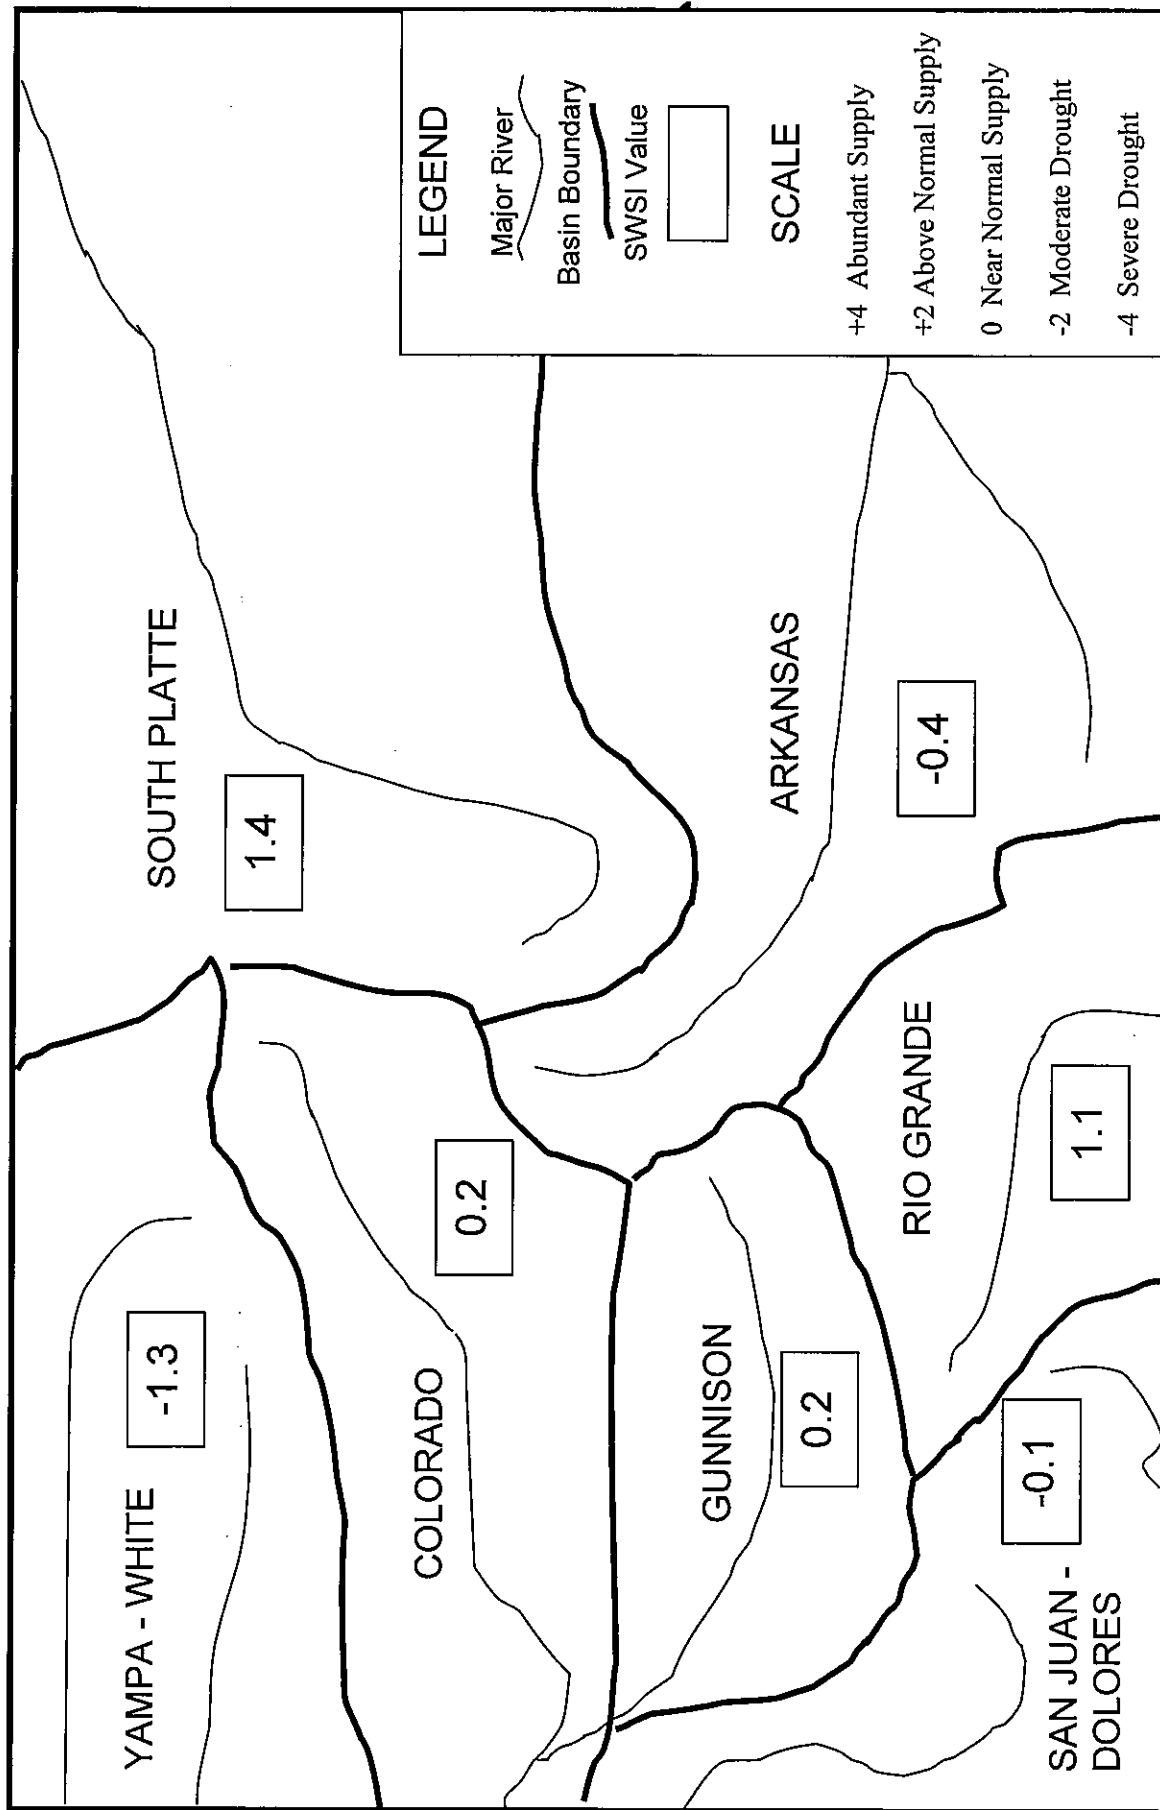 YAMPA - WHITE
-1.3
SOUTH PLATTE
1.4
COLORADO
0.2
GUNNISON
0.2
ARKANSAS
-0.4
RIO GRANDE
1.1
SAN JUAN -
DOLORES
-0.1
LEGEND
Major River
Basin Boundary
SWSI Value
SCALE
+4 Abundant Supply
+2 Above Normal Supply
0 Near Normal Supply
-2 Moderate Drought
-4 Severe Drought